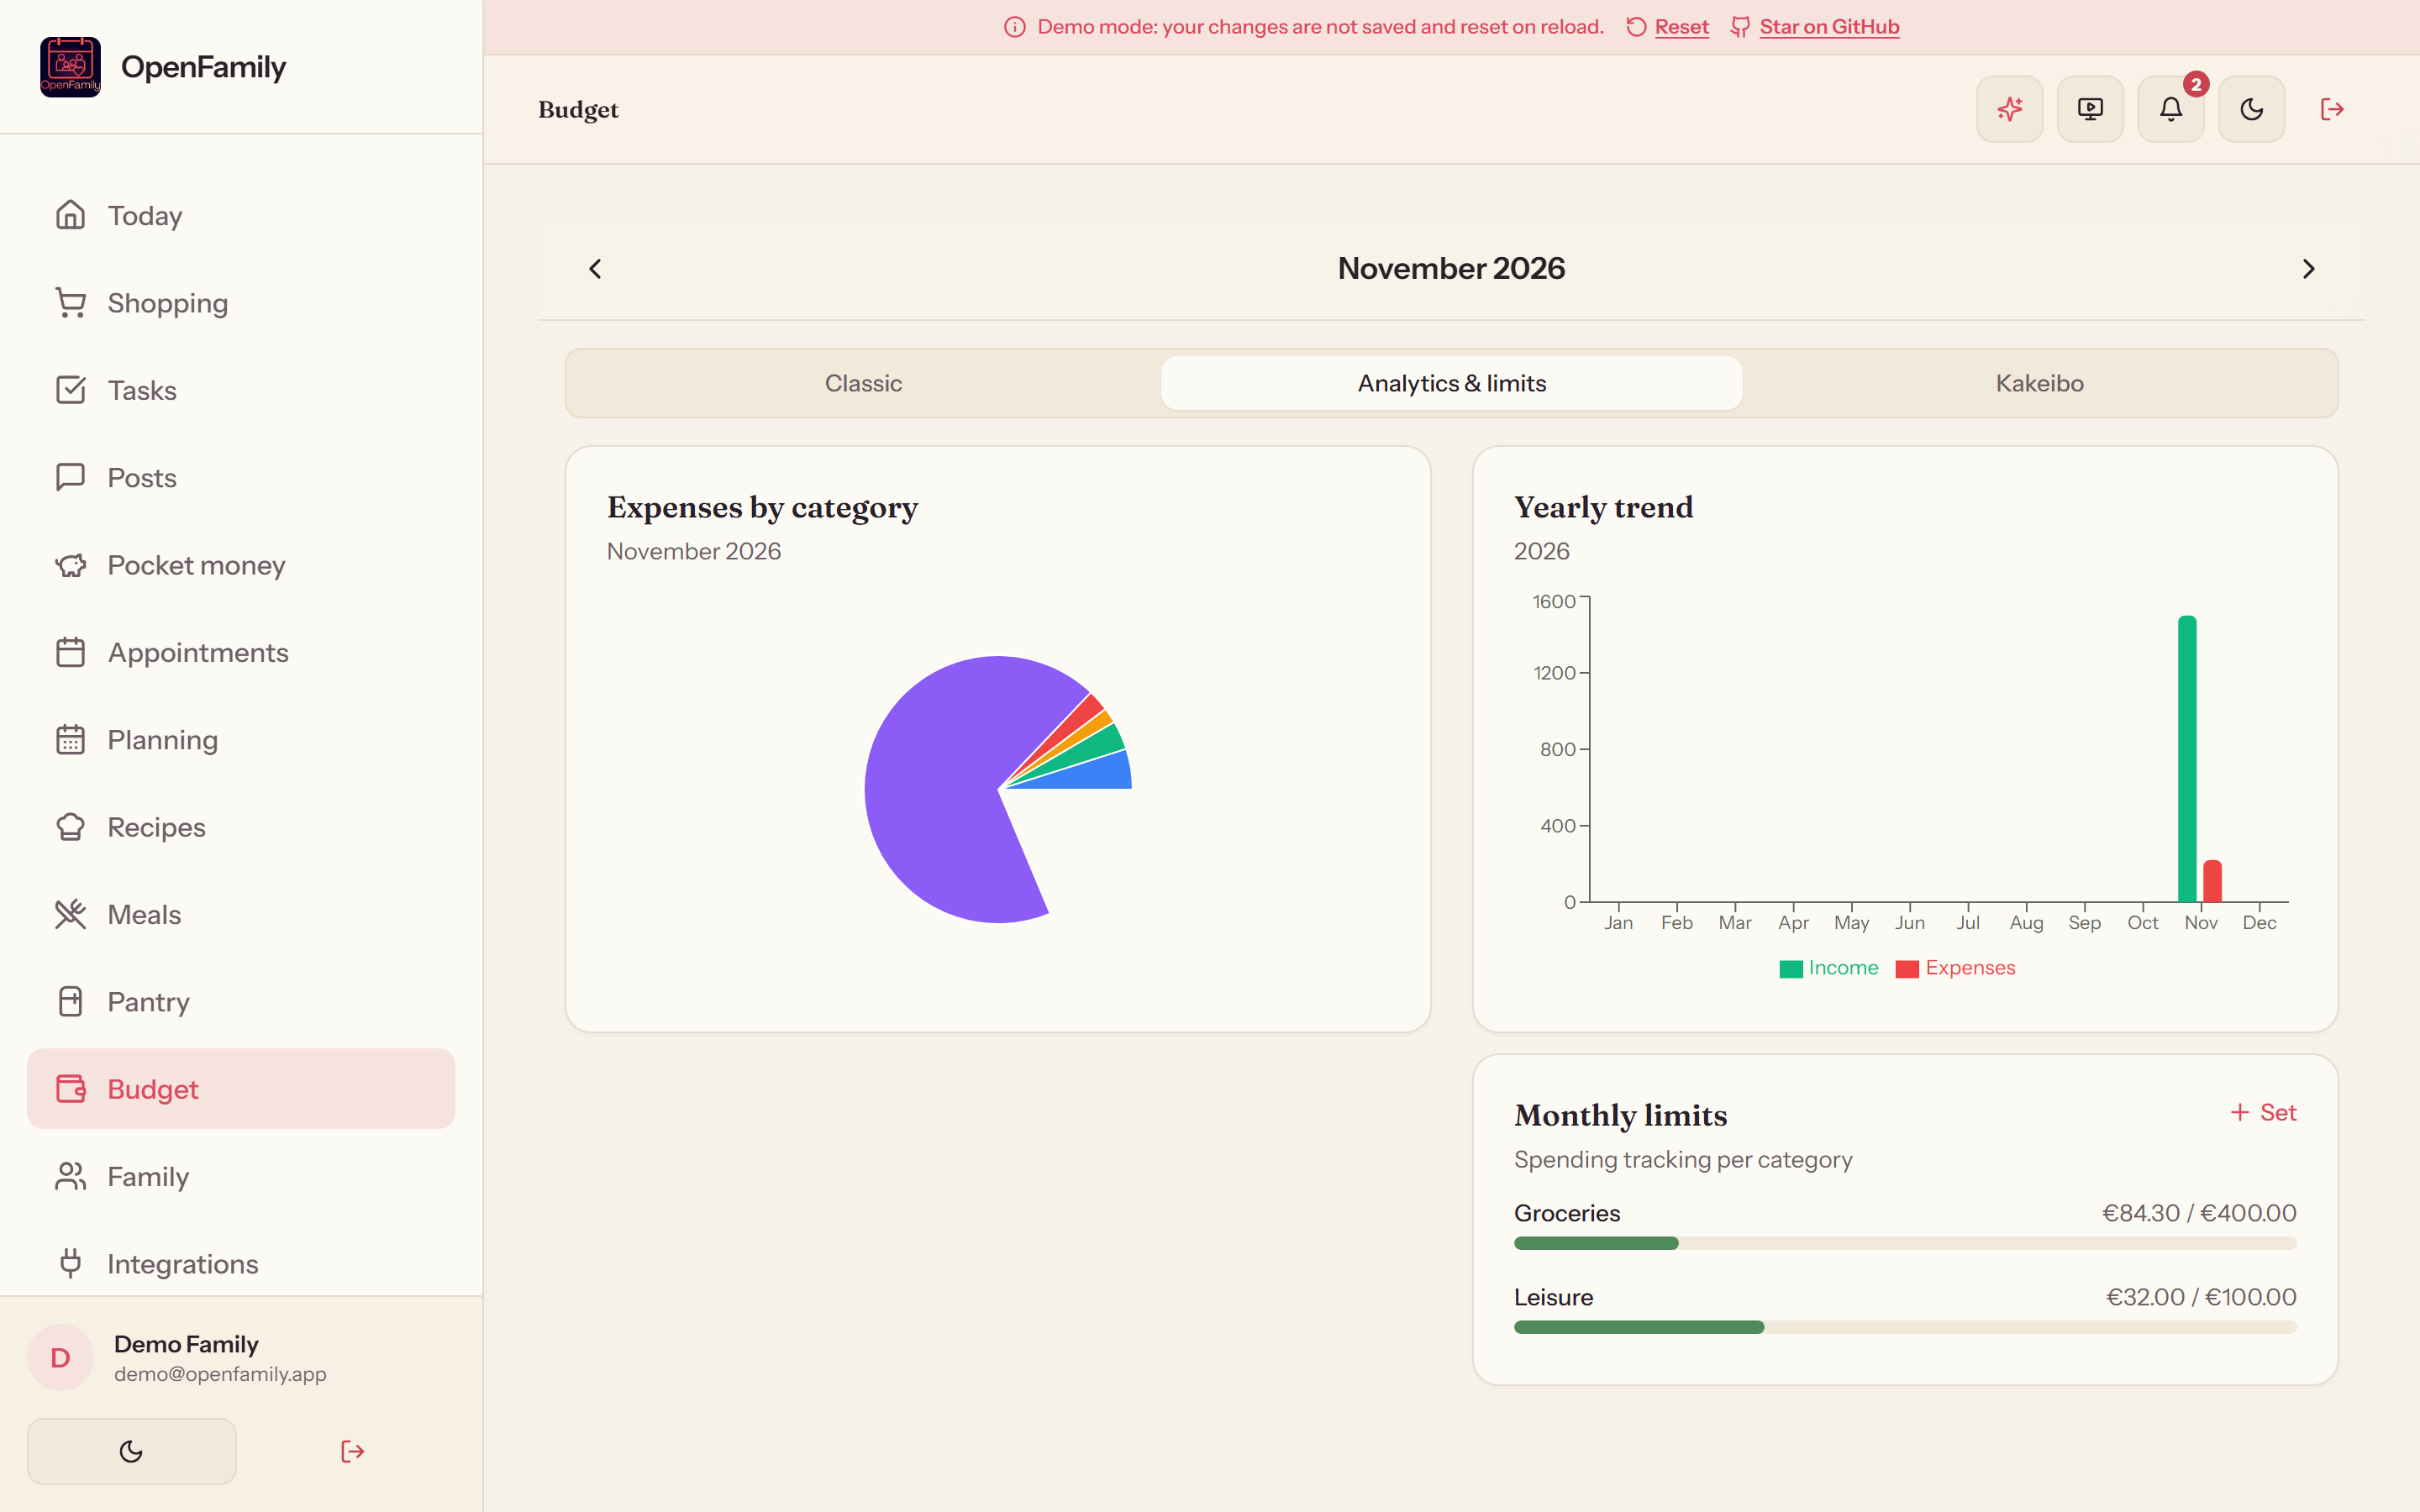 OpenFamily
OpenFamily
Today
Shopping
Tasks
Posts
Pocket money
Appointments
Planning
Recipes
Meals
Pantry
Budget
Family
Integrations
D
Demo Family
demo@openfamily.app
Demo mode: your changes are not saved and reset on reload. Reset Star on GitHub
Budget
2
November 2026
Classic
Analytics & limits
Kakeibo
Expenses by category
November 2026
Yearly trend
2026
1600
1200
800
400
0
Jan Feb Mar Apr May Jun Jul Aug Sep Oct Nov Dec
Income Expenses
Monthly limits
+ Set
Spending tracking per category
Groceries €84.30 / €400.00
Leisure €32.00 / €100.00